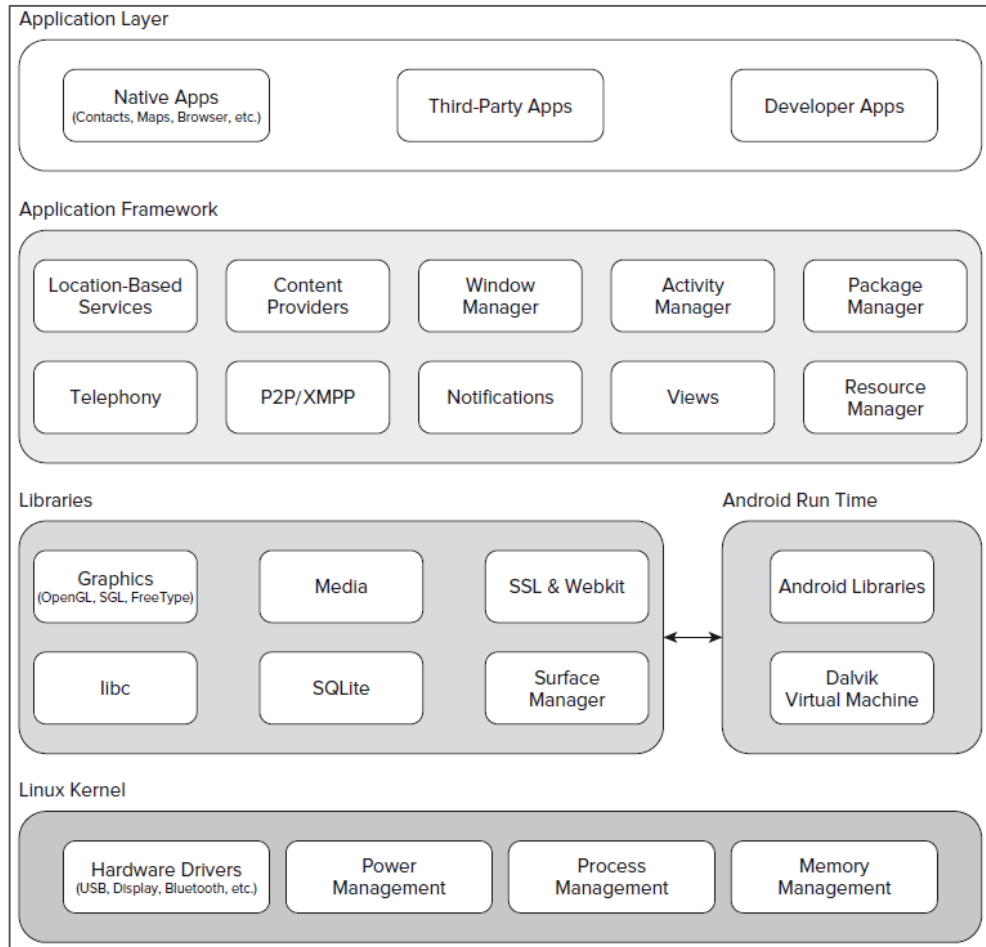 Application Layer
Native Apps
(Contacts, Maps, Browser, etc.)
Third-Party Apps
Developer Apps
Application Framework
Location-Based
Services
Content
Providers
Window
Manager
Activity
Manager
Package
Manager
Telephony
P2P/XMPP
Notifications
Views
Resource
Manager
Libraries
Graphics
(OpenGL, SGL, FreeType)
Media
SSL & Webkit
libc
SQLite
Surface
Manager
Android Run Time
Android Libraries
Dalvik
Virtual Machine
Linux Kernel
Hardware Drivers
(USB, Display, Bluetooth, etc.)
Power
Management
Process
Management
Memory
Management